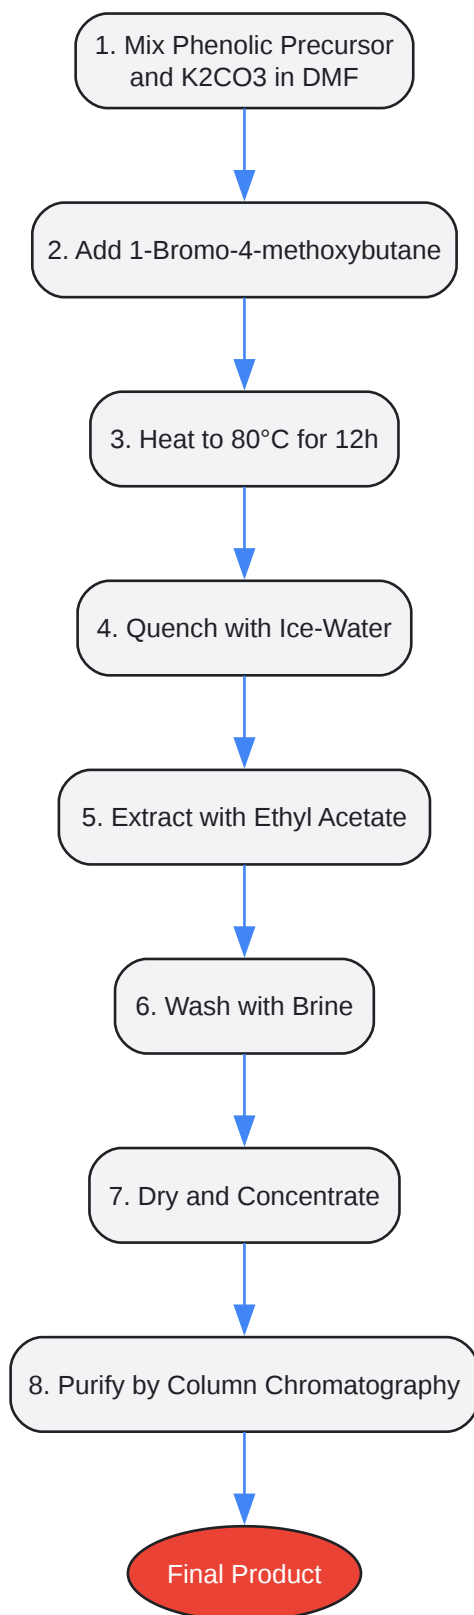 1. Mix Phenolic Precursor
and K2CO3 in DMF
2. Add 1-Bromo-4-methoxybutane
3. Heat to 80°C for 12h
4. Quench with Ice-Water
5. Extract with Ethyl Acetate
6. Wash with Brine
7. Dry and Concentrate
8. Purify by Column Chromatography
Final Product